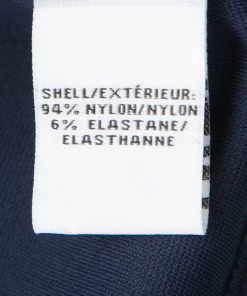 SHELL/EXTÉRIEUR:
94% NYLON/NYLON
6% ELASTANE/
ELASTHANNE